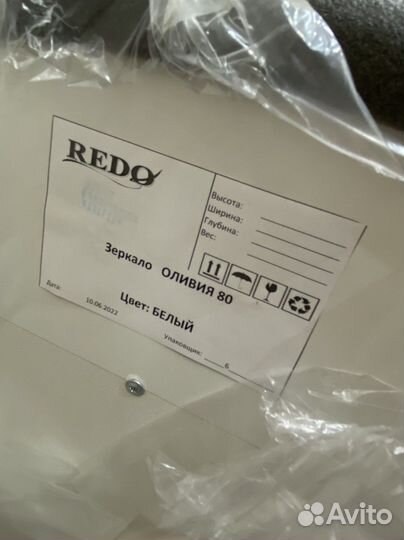 REDO
Высота:
Ширина:
Глубина:
Вес:
Зеркало ОЛИВИЯ 80
Цвет: БЕЛЫЙ
Дата: 10.06.2022
Упаковщик: 6
Avito